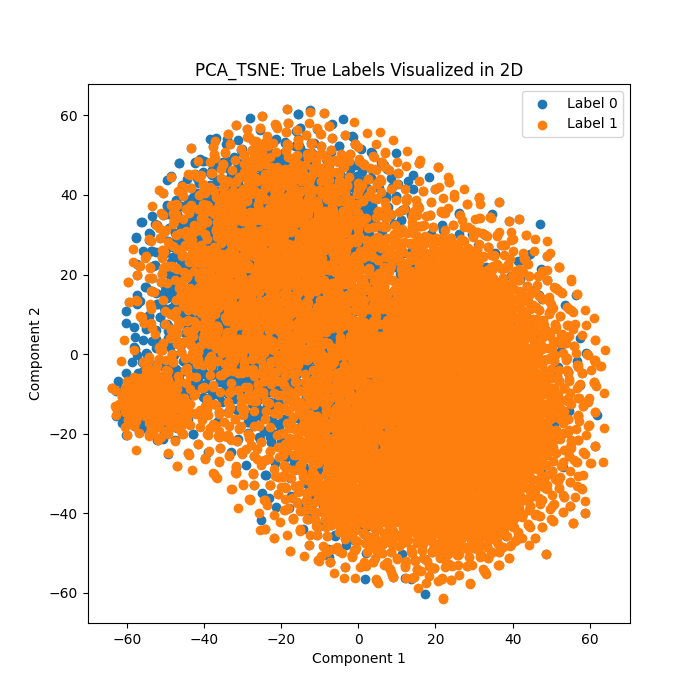 PCA_TSNE: True Labels Visualized in 2D
Label 0
Label 1
60
40
20
0
−20
−40
−60
Component 2
−60
−40
−20
0
20
40
60
Component 1